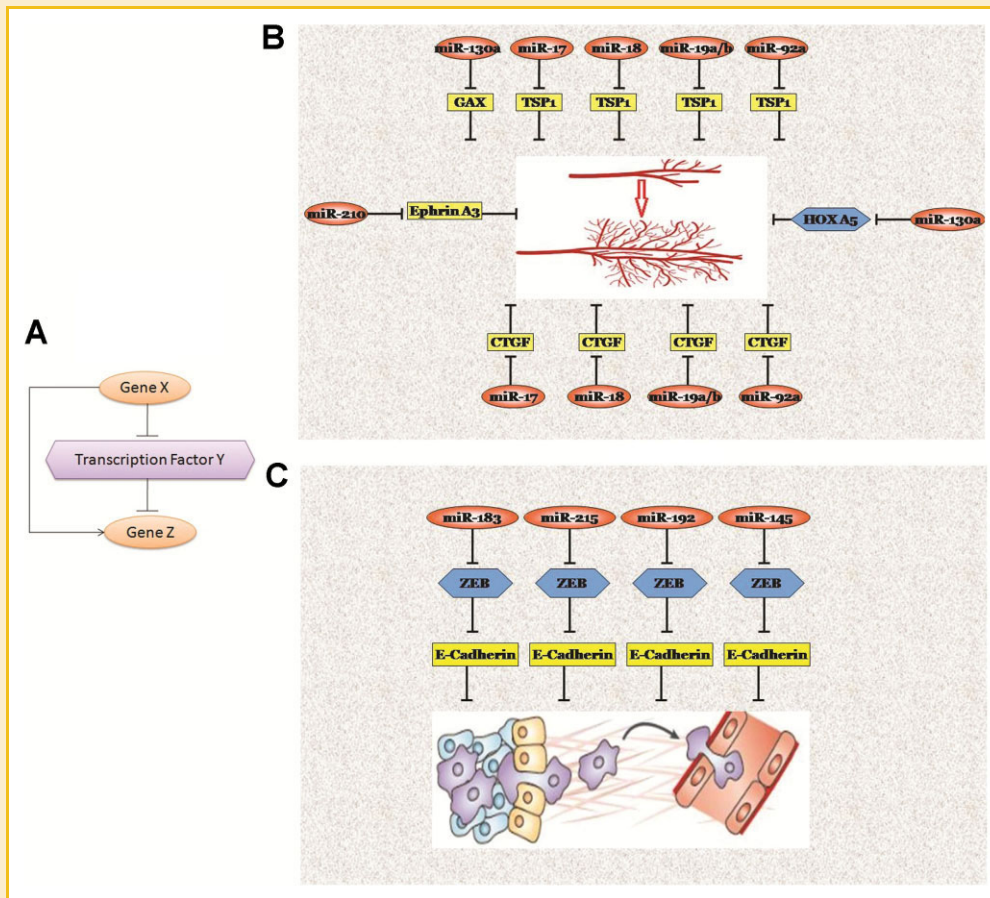 A
Gene X
Transcription Factor Y
Gene Z
B
miR-130a miR-17 miR-18 miR-19a/b miR-92a
GAX TSP1 TSP1 TSP1 TSP1
miR-210 Ephrin A3 HOX A5 miR-130a
CTGF CTGF CTGF CTGF
miR-17 miR-18 miR-19a/b miR-92a
C
miR-183 miR-215 miR-192 miR-145
ZEB ZEB ZEB ZEB
E-Cadherin E-Cadherin E-Cadherin E-Cadherin